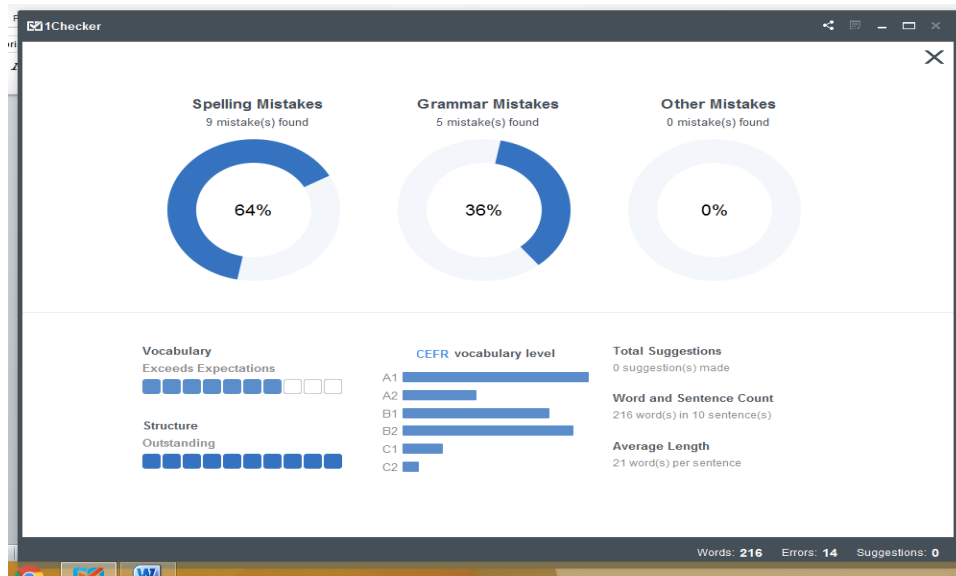 1Checker
Spelling Mistakes
9 mistake(s) found
64%
Grammar Mistakes
5 mistake(s) found
36%
Other Mistakes
0 mistake(s) found
0%
Vocabulary
Exceeds Expectations
Structure
Outstanding
CEFR vocabulary level
A1
A2
B1
B2
C1
C2
Total Suggestions
0 suggestion(s) made
Word and Sentence Count
216 word(s) in 10 sentence(s)
Average Length
21 word(s) per sentence
Words: 216 Errors: 14 Suggestions: 0